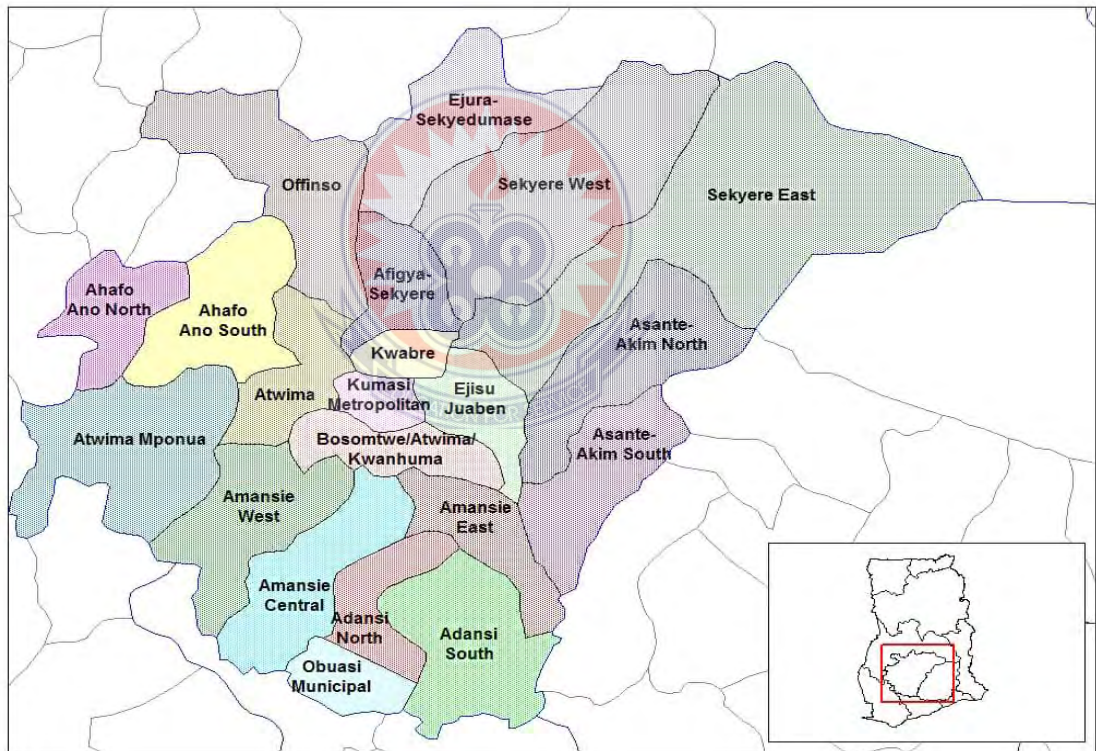 Ejura-
Sekyedumase
Offinso
Sekyere West
Sekyere East
Afigya-
Sekyere
Ahafo
Ano North
Ahafo
Ano South
Asante-
Akim North
Kwabre
Atwima
Kumasi
Metropolitan
Ejisu
Juaben
Atwima Mponua
Bosomtwe/Atwima/
Kwanhuma
Asante-
Akim South
Amansie
West
Amansie
East
Amansie
Central
Adansi
North
Adansi
South
Obuasi
Municipal
FOR SERVICE